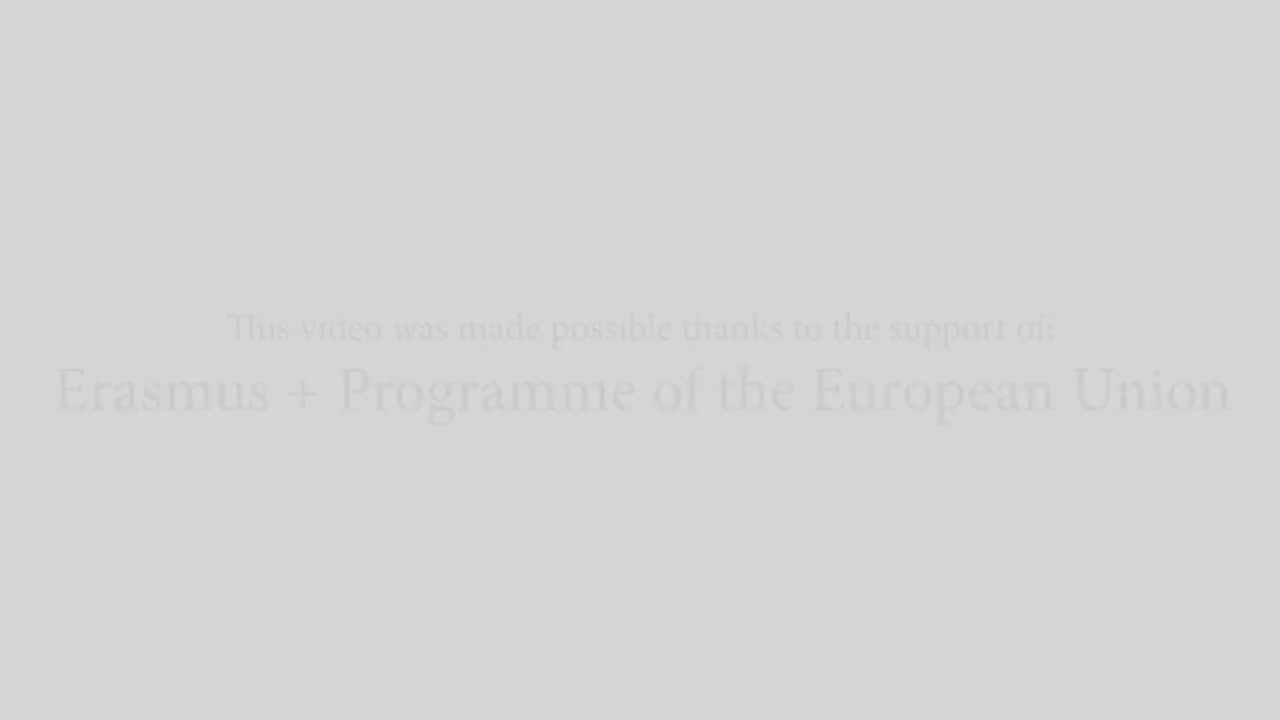 This video was made possible thanks to the support of:
Erasmus + Programme of the European Union